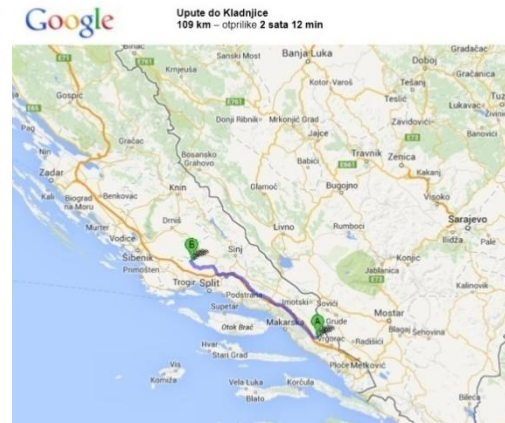 Google
Upute do Kladnjice
109 km – otprilike 2 sata 12 min
Gradačac
Banja Luka
Doboj
Sanski Most
Gračanica
Krnjeuša
Kotor-Varoš
Tešanj
Gospić
Teslić
Lukavac
Donji Ribnik
Mrkonjić Grad
Zavidovići
Pag
Jajce
Banovići
Gračac
Bosansko
Grahovo
Babići
Travnik
Zenica
Nin
Zadar
Kakanj
Knin
Glamoč
Bugojno
Kali
Biograd
na Moru
Benkovac
Visoko
Drniš
Sarajevo
Murter
Vodice
Livno
Rumboci
B
Sinj
Ilidža
Pale
Šibenik
Konjic
Primošten
Jablanica
Trogir
Split
Kalinovik
Podstrana
Imotski
Sovići
Supetar
Mostar
A
Grude
Makarska
Otok Brač
Blagaj
Vrgorac
Radišići
Hvar
Stari Grad
Ploče
Metković
Vis
Komiža
Vela Luka
Korčula
Bileća
Blato